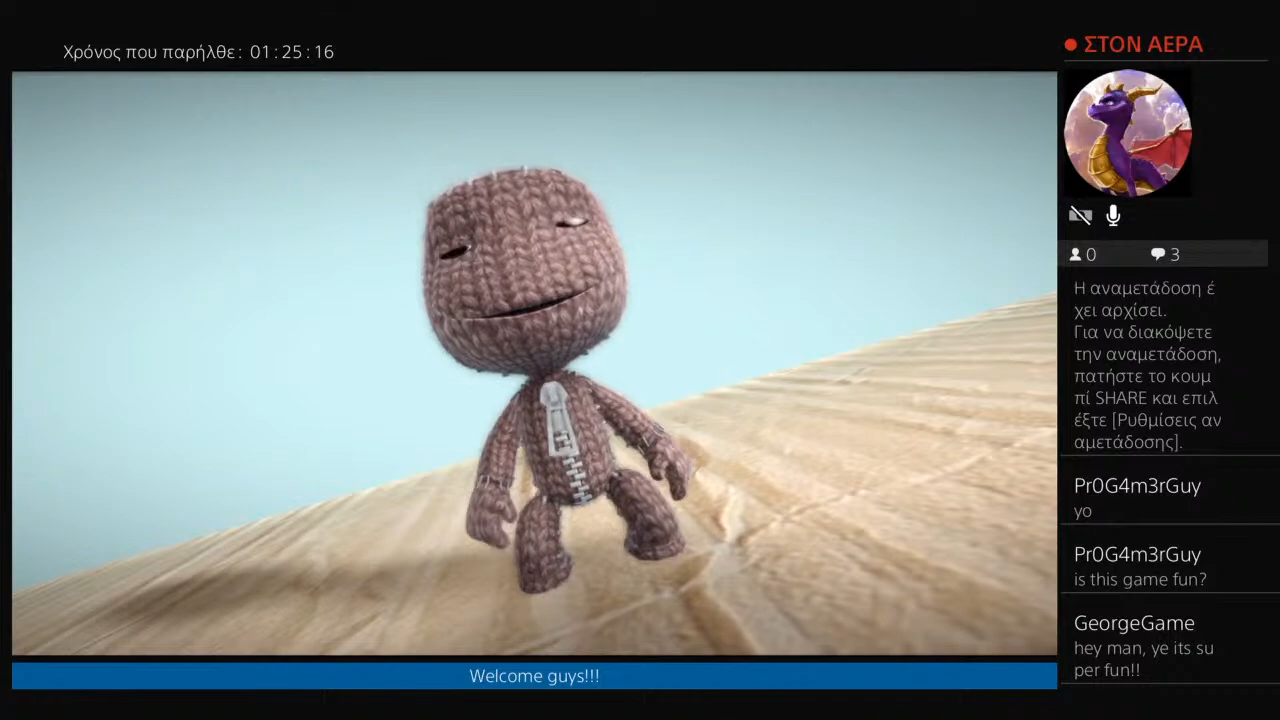 Χρόνος που παρήλθε: 01:25:16
ΣΤΟΝ ΑΕΡΑ
0 3
Η αναμετάδοση έ
χει αρχίσει.
Για να διακόψετε
την αναμετάδοση,
πατήστε το κουμ
πί SHARE και επιλ
έξτε [Ρυθμίσεις αν
αμετάδοσης].
Pr0G4m3rGuy
yo
Pr0G4m3rGuy
is this game fun?
GeorgeGame
hey man, ye its su
per fun!!
Welcome guys!!!